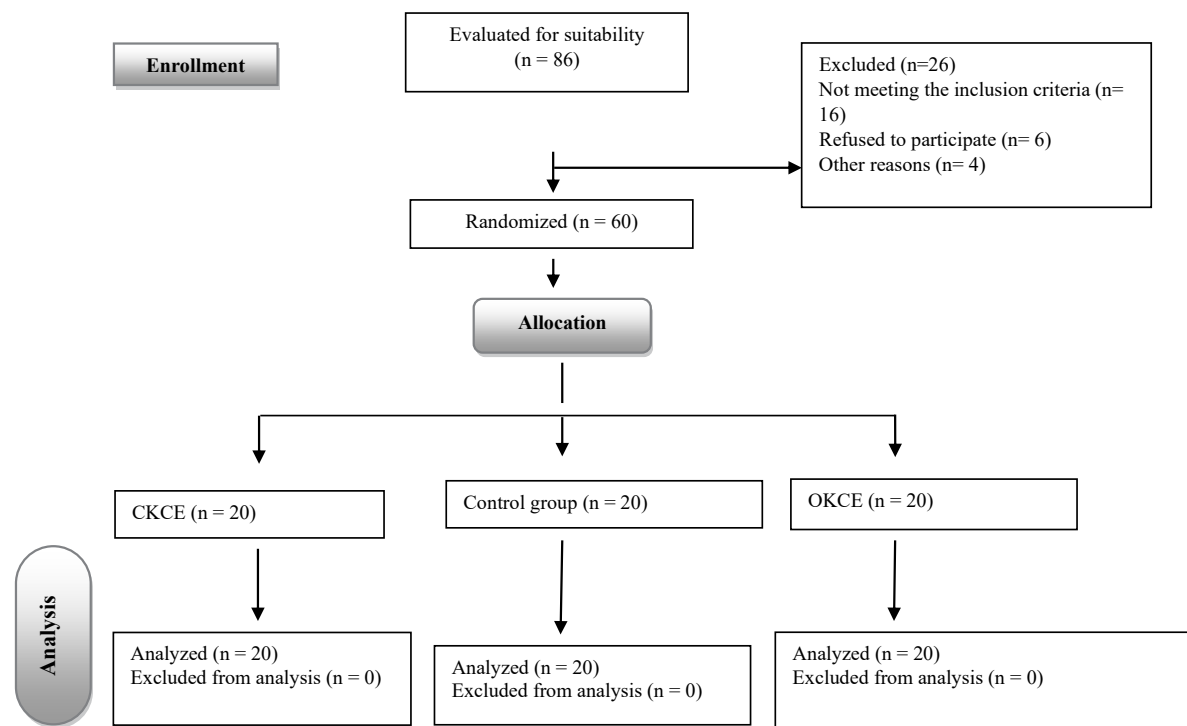 Enrollment
Evaluated for suitability
(n = 86)
Excluded (n=26)
Not meeting the inclusion criteria (n=
16)
Refused to participate (n= 6)
Other reasons (n= 4)
Randomized (n = 60)
Allocation
CKCE (n = 20)
Control group (n = 20)
OKCE (n = 20)
Analysis
Analyzed (n = 20)
Excluded from analysis (n = 0)
Analyzed (n = 20)
Excluded from analysis (n = 0)
Analyzed (n = 20)
Excluded from analysis (n = 0)